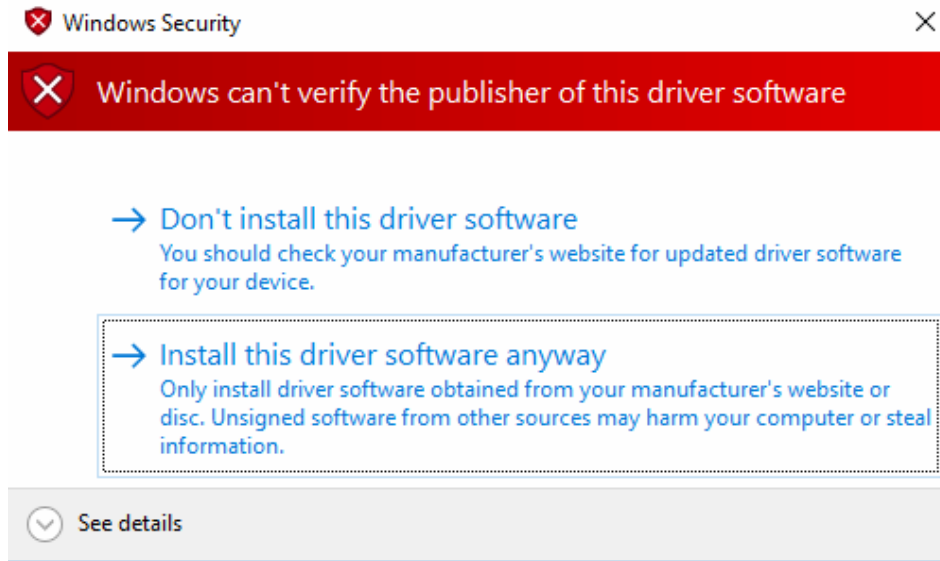 Windows Security
Windows can't verify the publisher of this driver software
Don't install this driver software
You should check your manufacturer's website for updated driver software
for your device.
Install this driver software anyway
Only install driver software obtained from your manufacturer's website or
disc. Unsigned software from other sources may harm your computer or steal
information.
See details